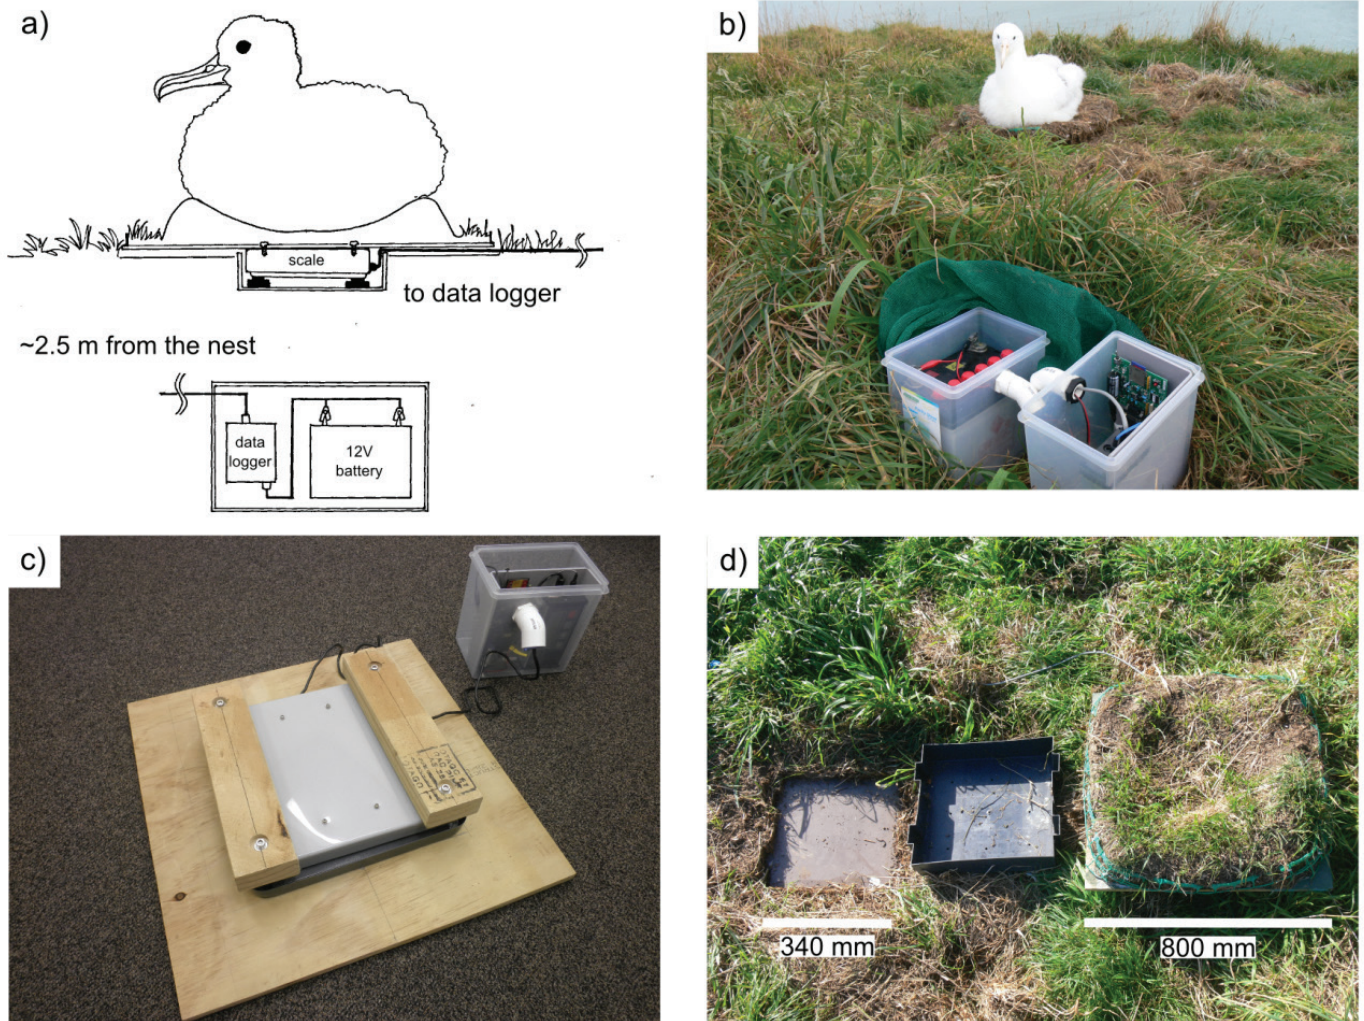 a)
scale
to data logger
~2.5 m from the nest
data
logger
12V
battery
b)
c)
d)
340 mm
800 mm